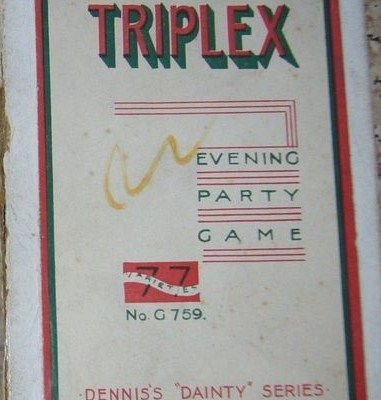 TRIPLEX
EVENING
PARTY
GAME
77
VARIETIES
No. G 759.
·DENNIS'S "DAINTY" SERIES·